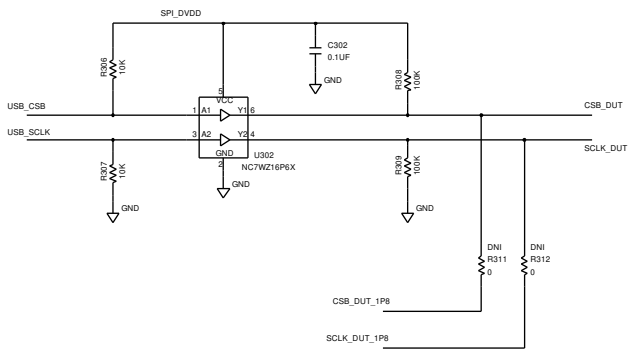 SPI_DVDD
R306
10K
C302
0.1UF
GND
R308
100K
USB_CSB
5
VCC
1
A1
Y1
6
CSB_DUT
USB_SCLK
3
A2
Y2
4
SCLK_DUT
GND
2
U302
NC7WZ16P6X
R307
10K
GND
GND
R309
100K
GND
DNI
R311
0
DNI
R312
0
CSB_DUT_1P8
SCLK_DUT_1P8